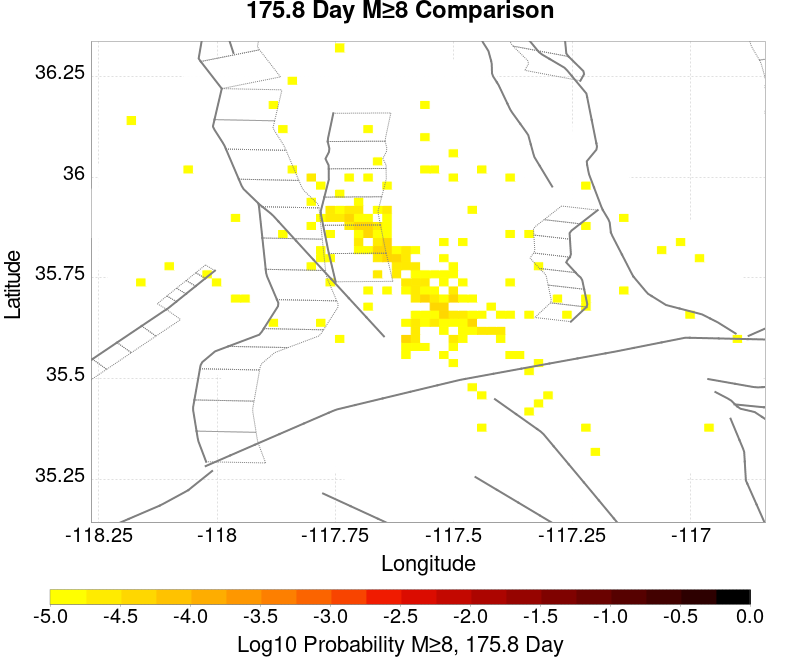 175.8 Day M≥8 Comparison
36.25
36
35.75
35.5
35.25
Latitude
-118.25 -118 -117.75 -117.5 -117.25 -117
Longitude
-5.0 -4.5 -4.0 -3.5 -3.0 -2.5 -2.0 -1.5 -1.0 -0.5 0.0
Log10 Probability M≥8, 175.8 Day